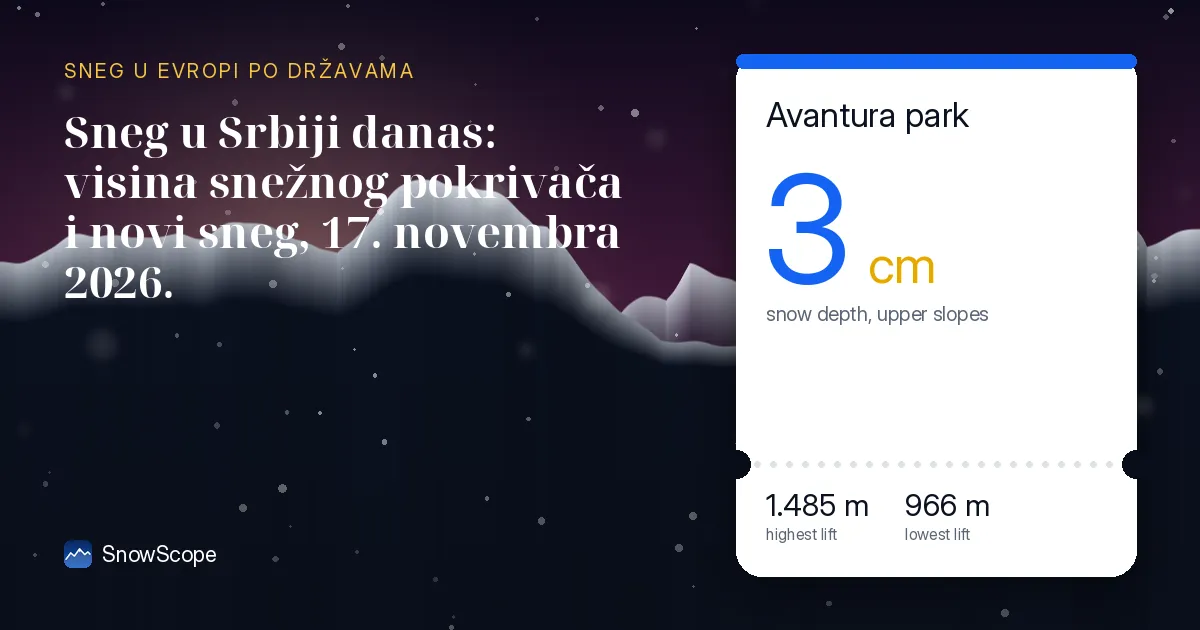 SNEG U EVROPI PO DRŽAVAMA
Sneg u Srbiji danas:
visina snežnog pokrivača
i novi sneg, 17. novembra
2026.
SnowScope
Avantura park
3 cm
snow depth, upper slopes
1.485 m
highest lift
966 m
lowest lift